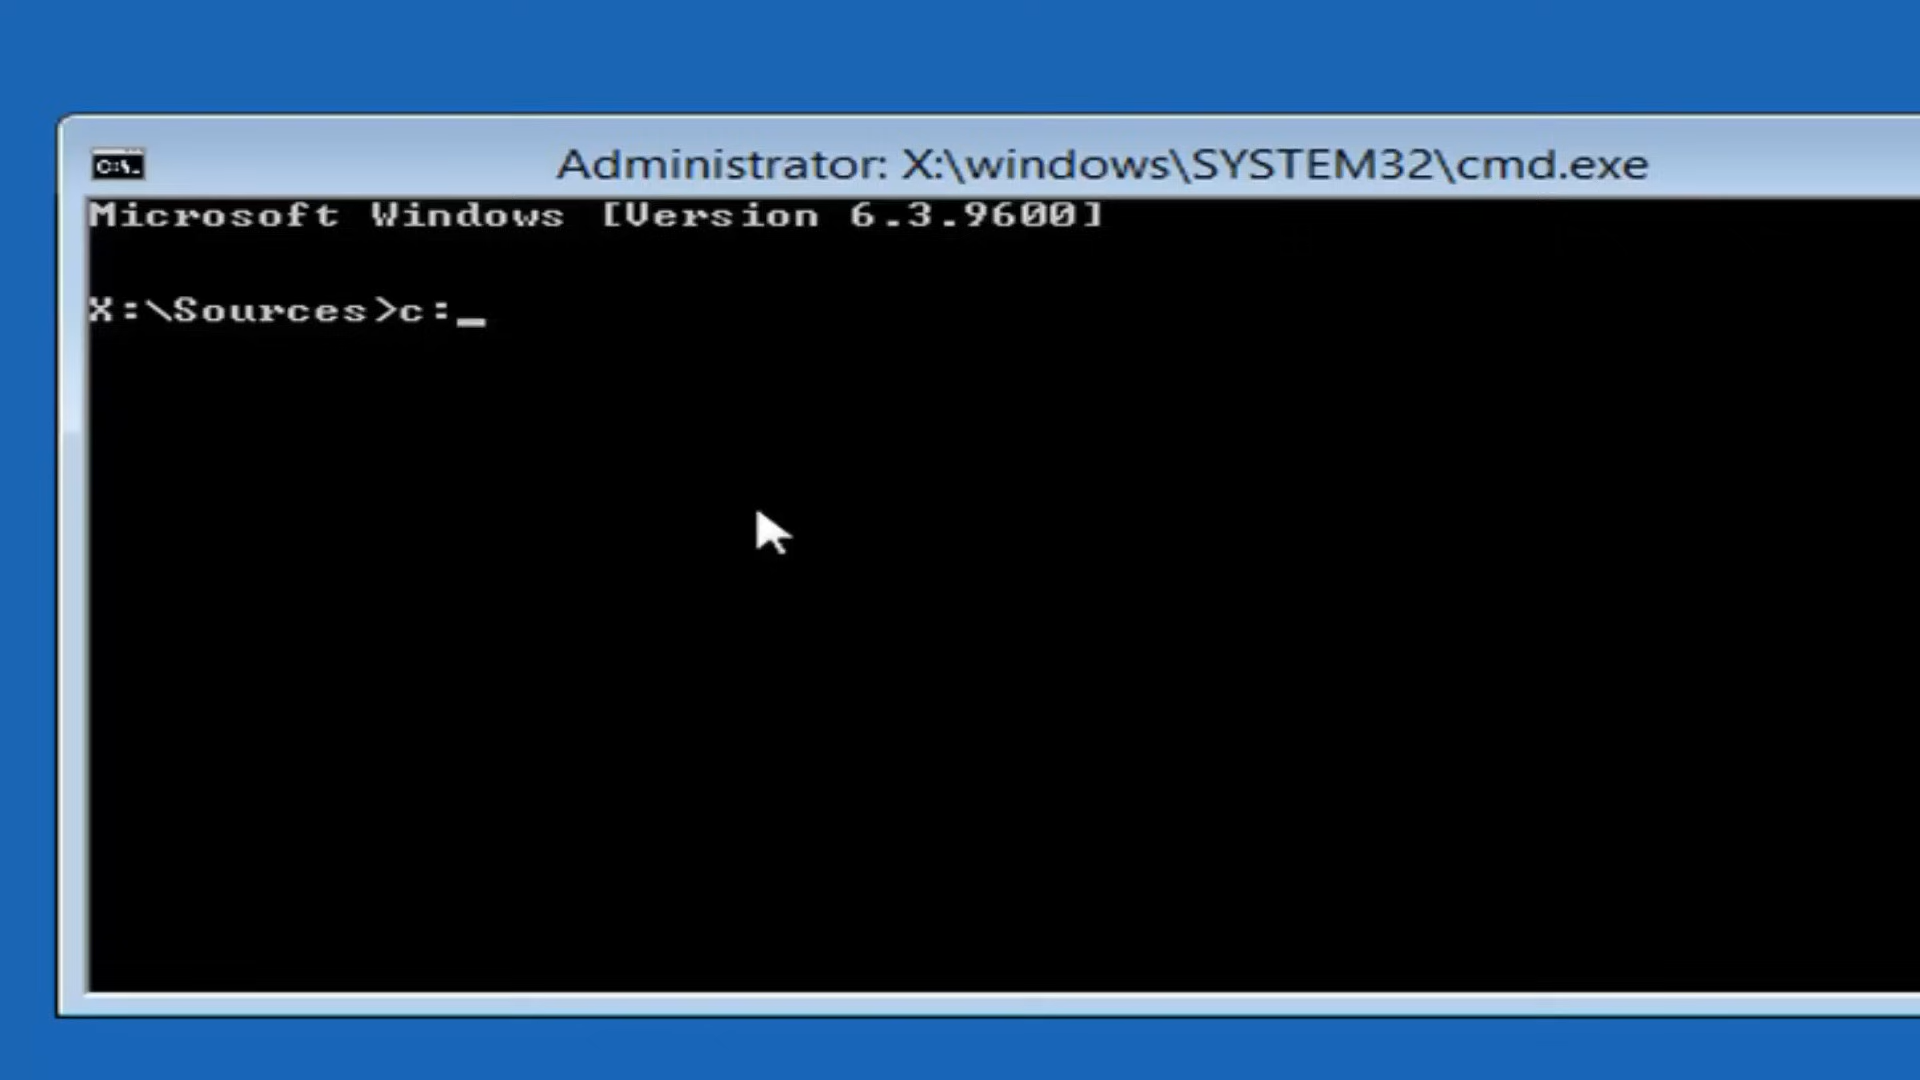 C:\.
Administrator: X:\windows\SYSTEM32\cmd.exe
Microsoft Windows [Version 6.3.9600]
X:\Sources>c:_